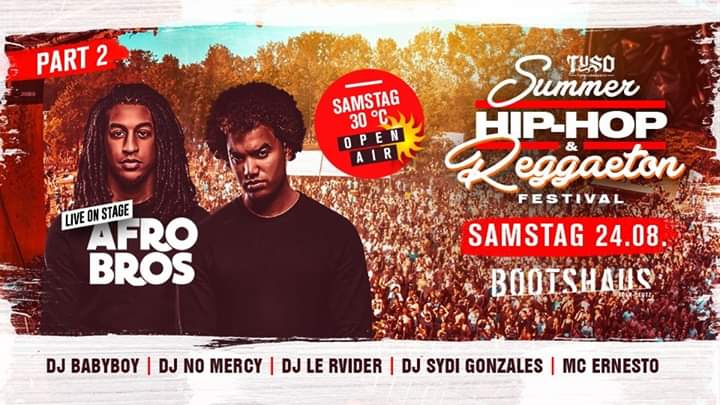 PART 2
SAMSTAG
30 °C
OPEN
AIR
LIVE ON STAGE
AFRO
BROS
TUSO
Summer
HIP-HOP
&
Reggaeton
FESTIVAL
SAMSTAG 24.08.
BOOTSHAUS
DJ BABYBOY | DJ NO MERCY | DJ LE RVIDER | DJ SYDI GONZALES | MC ERNESTO